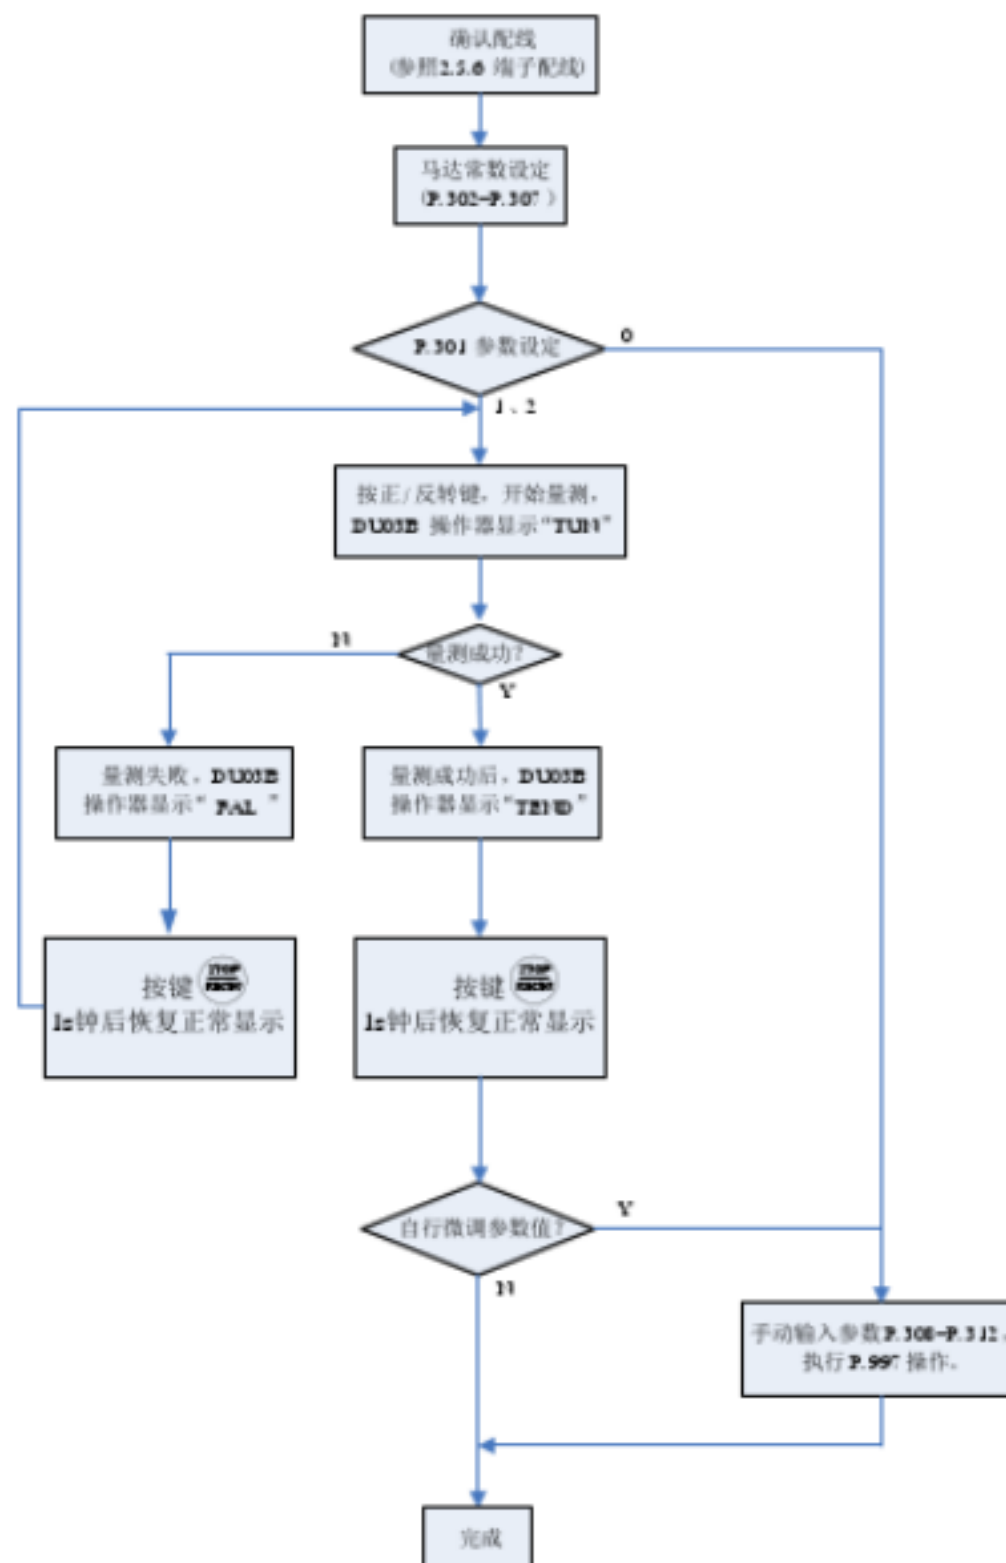 确认配线
(参照2.5.6 端子配线)
马达常数设定
(P.302-P.307 )
P.301 参数设定
0
1、2
按正/反转键，开始量测，
DU03B 操作器显示“TUN”
量测成功?
N
Y
量测失败，DU03B
操作器显示“ FAL ”
量测成功后，DU03B
操作器显示“TEND”
按键 STOP
RESET
1s钟后恢复正常显示
按键 STOP
RESET
1s钟后恢复正常显示
自行微调参数值?
Y
N
手动输入参数P.308-P.312，
执行P.997 操作。
完成